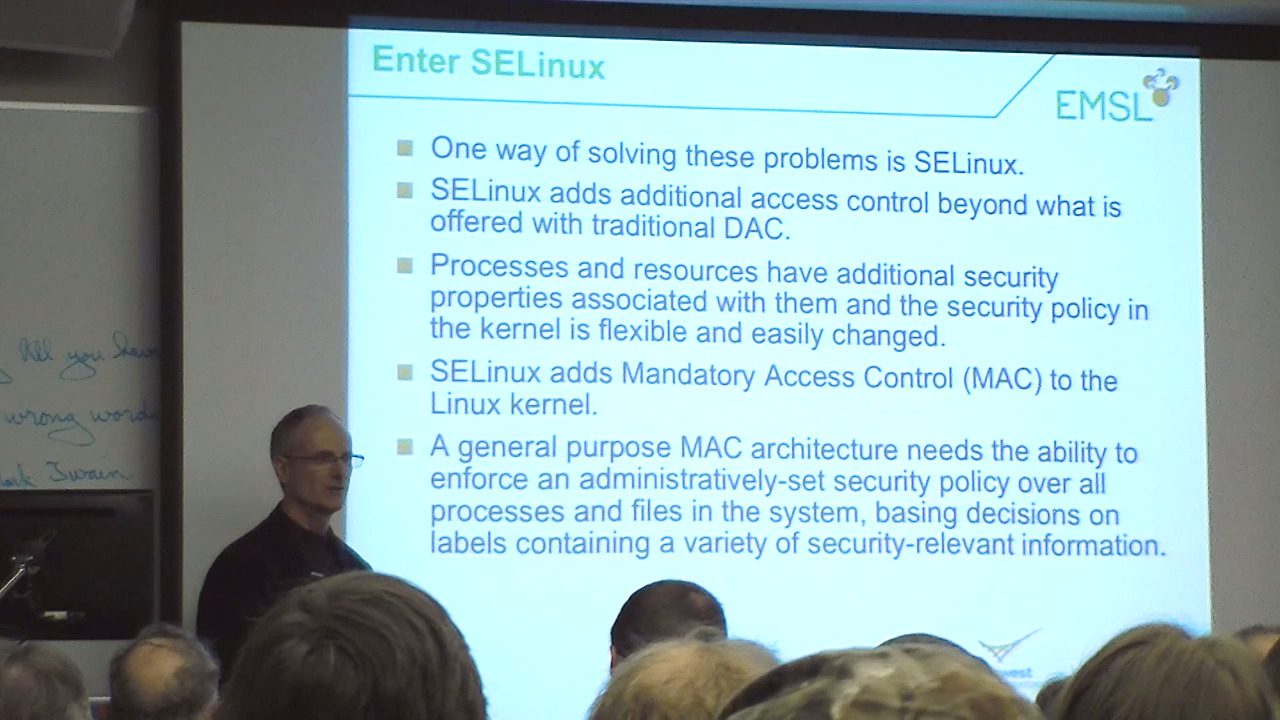 Enter SELinux
EMSL
One way of solving these problems is SELinux.
SELinux adds additional access control beyond what is
offered with traditional DAC.
Processes and resources have additional security
properties associated with them and the security policy in
the kernel is flexible and easily changed.
SELinux adds Mandatory Access Control (MAC) to the
Linux kernel.
A general purpose MAC architecture needs the ability to
enforce an administratively-set security policy over all
processes and files in the system, basing decisions on
labels containing a variety of security-relevant information.
All you have
wrong word
Twain